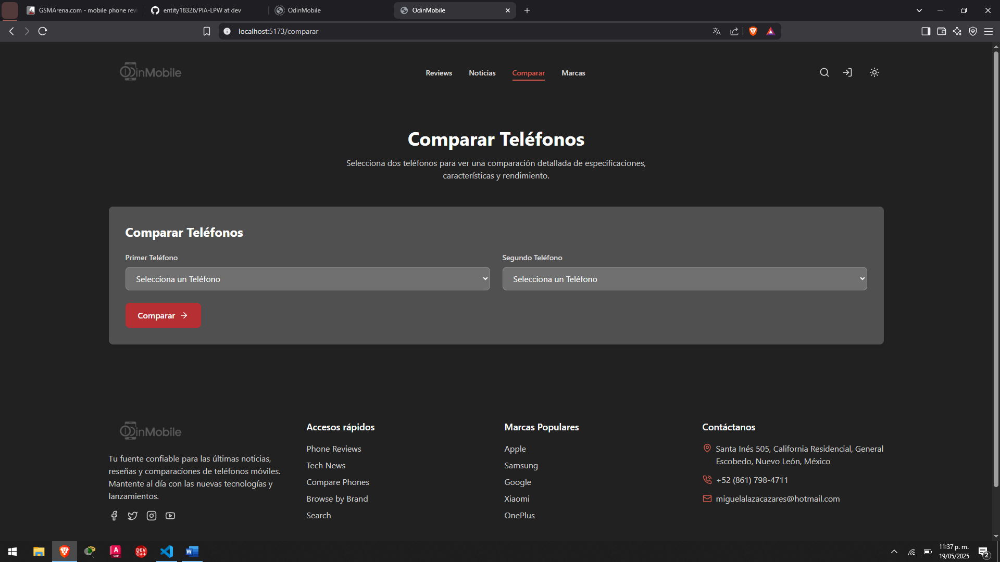 GSMArena.com - mobile phone revi
entity18326/PIA-LPW at dev
OdinMobile
OdinMobile
localhost:5173/comparar
OdinMobile
Reviews
Noticias
Comparar
Marcas
Comparar Teléfonos
Selecciona dos teléfonos para ver una comparación detallada de especificaciones,
características y rendimiento.
Comparar Teléfonos
Primer Teléfono
Segundo Teléfono
Selecciona un Teléfono
Selecciona un Teléfono
Comparar
OdinMobile
Tu fuente confiable para las últimas noticias,
reseñas y comparaciones de teléfonos móviles.
Mantente al día con las nuevas tecnologías y
lanzamientos.
Accesos rápidos
Phone Reviews
Tech News
Compare Phones
Browse by Brand
Search
Marcas Populares
Apple
Samsung
Google
Xiaomi
OnePlus
Contáctanos
Santa Inés 505, California Residencial, General
Escobedo, Nuevo León, México
+52 (861) 798-4711
miguelalazacazares@hotmail.com
A
CAD
DEV
C++
W
11:37 p. m.
19/05/2025
2